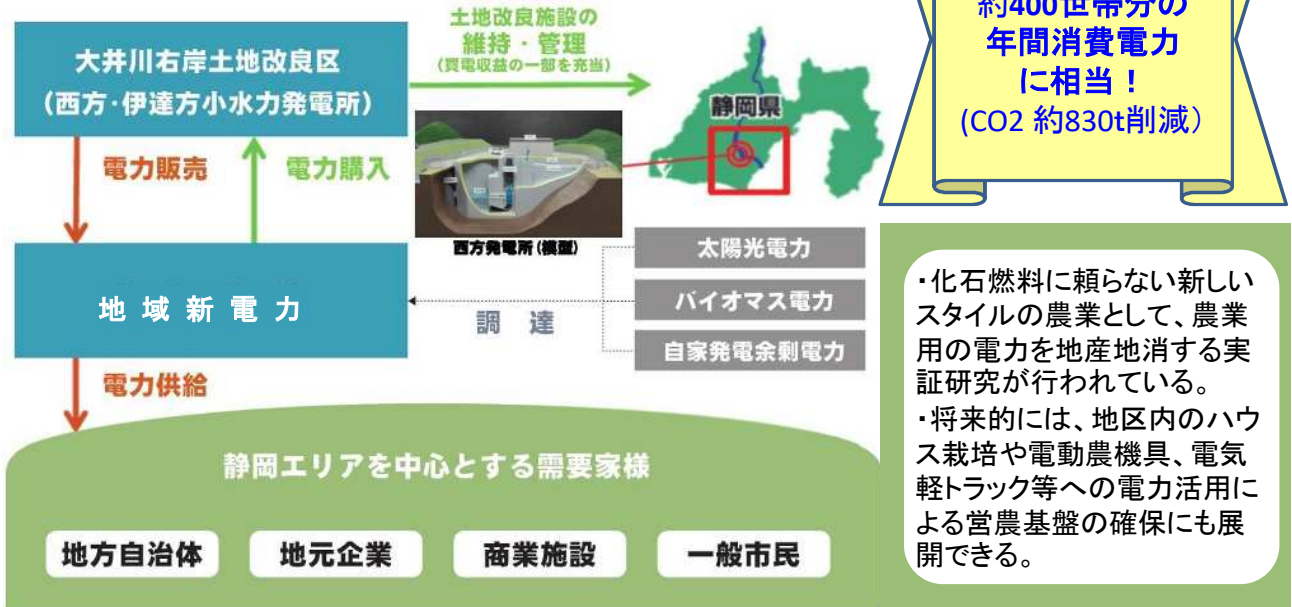 土地改良施設の
維持・管理
(買電収益の一部を充当)
大井川右岸土地改良区
(西方・伊達方小水力発電所)
静岡県
約400世帯分の
年間消費電力
に相当！
(CO2 約830t削減)
電力販売
電力購入
西方発電所(模型)
太陽光電力
バイオマス電力
自家発電余剰電力
地域新電力
調達
電力供給
静岡エリアを中心とする需要家様
地方自治体
地元企業
商業施設
一般市民
・化石燃料に頼らない新しい
スタイルの農業として、農業
用の電力を地産地消する実
証研究が行われている。
・将来的には、地区内のハウ
ス栽培や電動農機具、電気
軽トラック等への電力活用に
よる営農基盤の確保にも展
開できる。